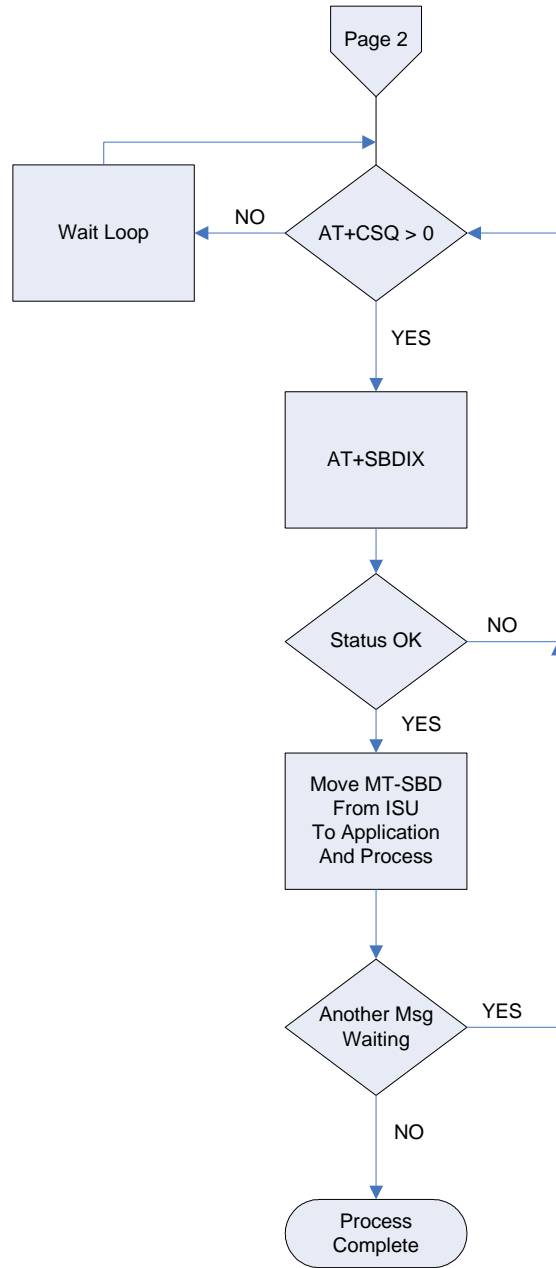 Page 2
Wait Loop
NO
AT+CSQ > 0
YES
AT+SBDIX
Status OK
NO
YES
Move MT-SBD
From ISU
To Application
And Process
Another Msg
Waiting
YES
NO
Process
Complete